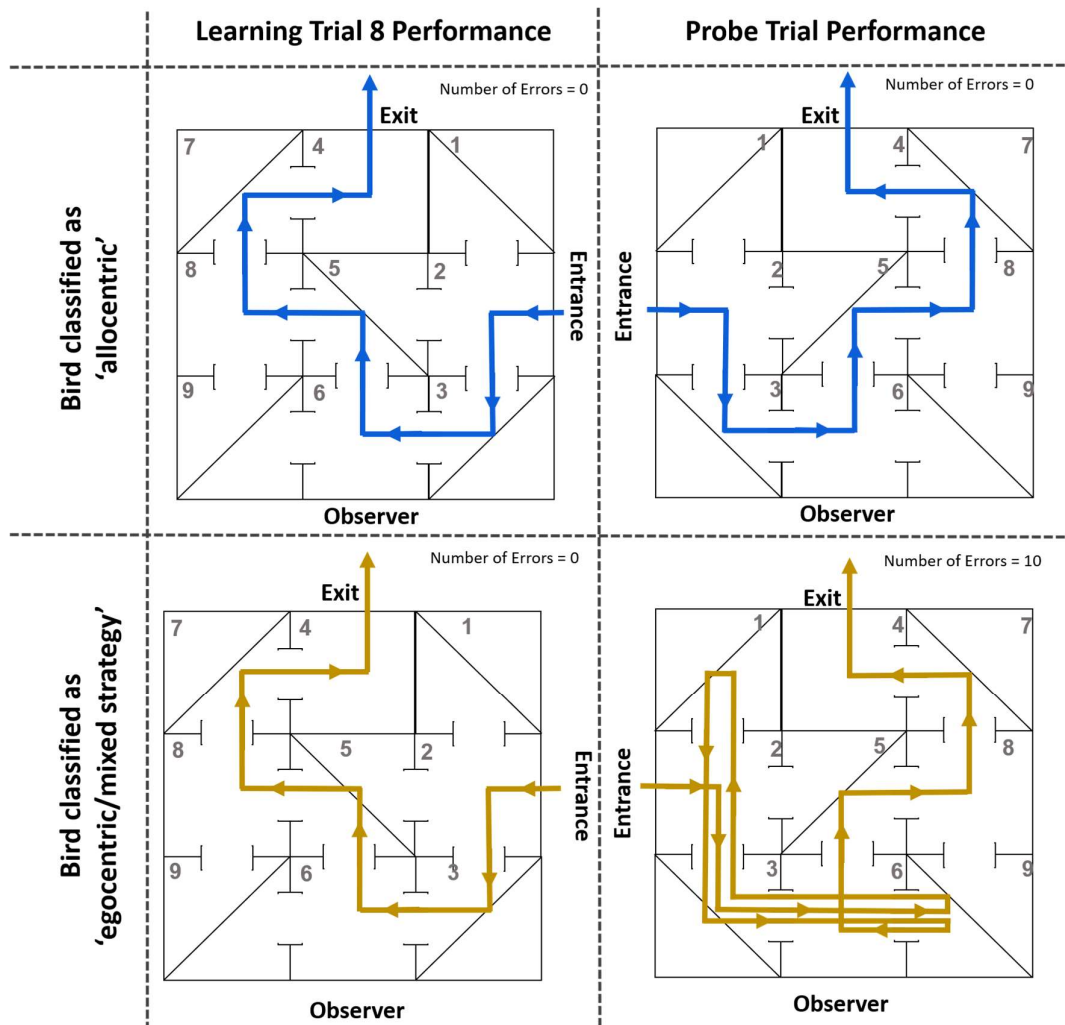 Learning Trial 8 Performance
Probe Trial Performance
Bird classified as
‘allocentric’
Number of Errors = 0
Exit
7
4
1
8
5
2
Entrance
9
6
3
Observer
Number of Errors = 0
Exit
1
4
7
2
5
8
Entrance
3
6
9
Observer
Bird classified as
‘egocentric/mixed strategy’
Number of Errors = 0
Exit
7
4
1
8
5
2
Entrance
9
6
3
Observer
Number of Errors = 10
Exit
1
4
7
2
5
8
Entrance
3
6
9
Observer